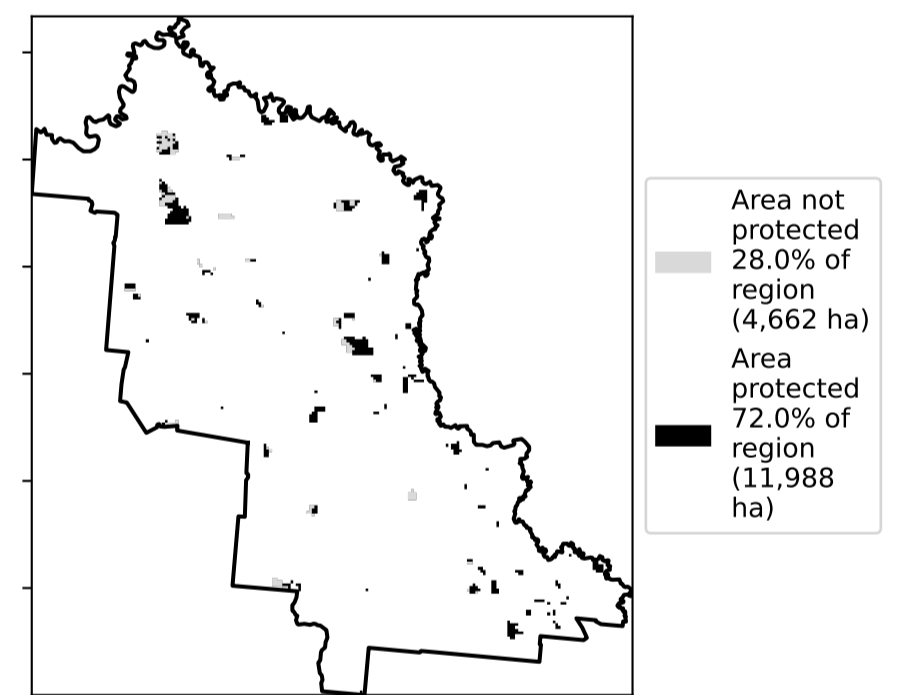 Area not
protected
28.0% of
region
(4,662 ha)
Area
protected
72.0% of
region
(11,988
ha)